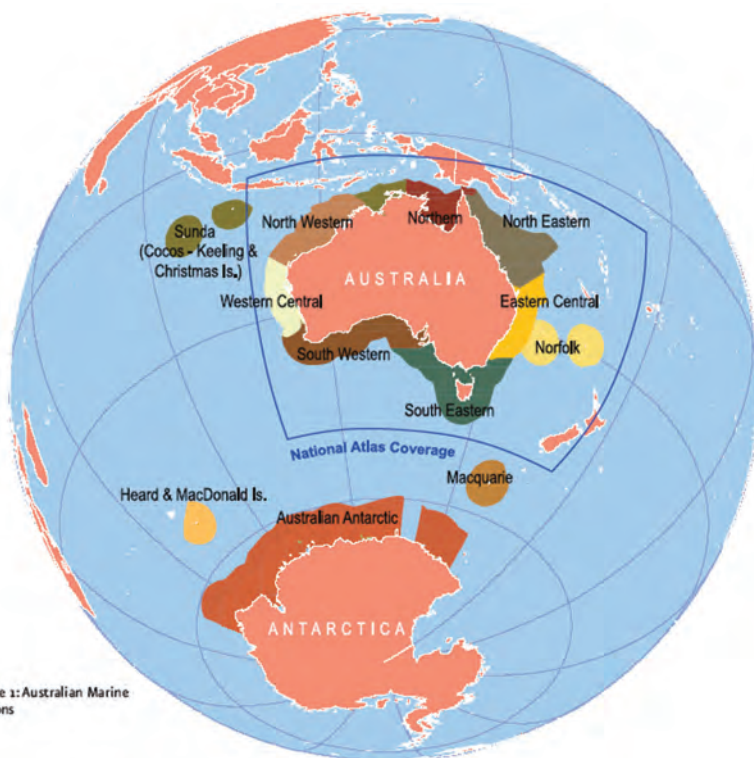 North Western
Northern
North Eastern
Sunda
(Cocos - Keeling &
Christmas Is.)
AUSTRALIA
Western Central
Eastern Central
South Western
Norfolk
South Eastern
National Atlas Coverage
Macquarie
Heard & MacDonald Is.
Australian Antarctic
ANTARCTICA
e 1: Australian Marine
ons